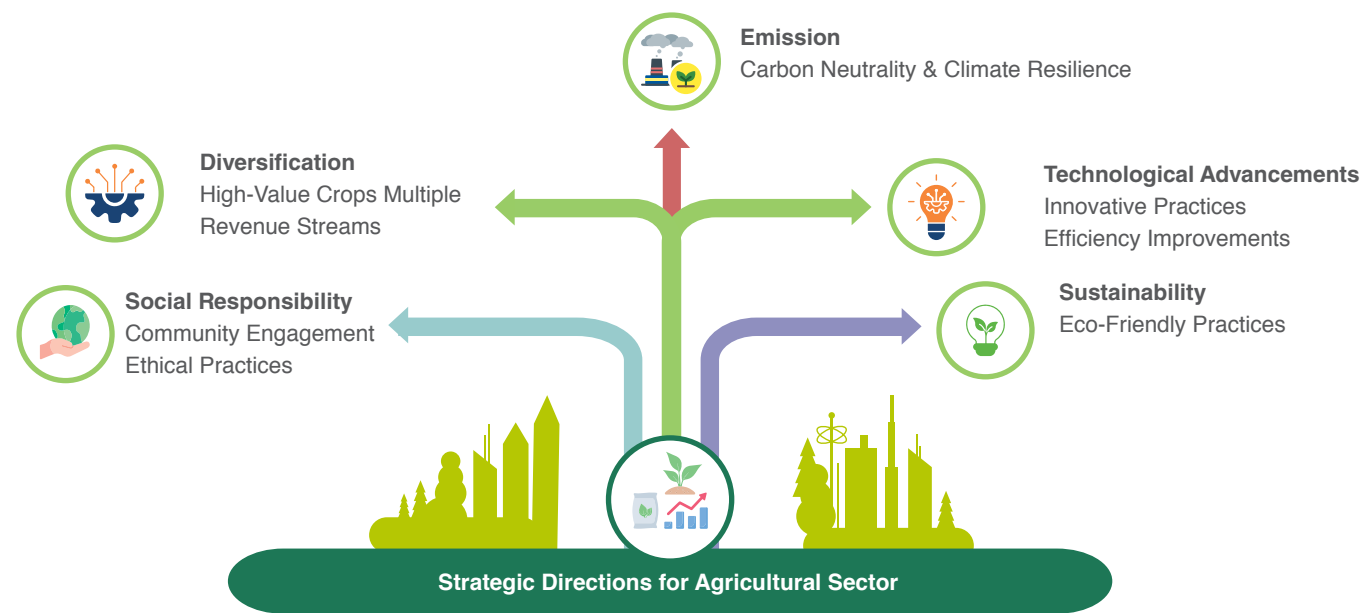 Emission
Carbon Neutrality & Climate Resilience
Diversification
High-Value Crops Multiple
Revenue Streams
Technological Advancements
Innovative Practices
Efficiency Improvements
Social Responsibility
Community Engagement
Ethical Practices
Sustainability
Eco-Friendly Practices
Strategic Directions for Agricultural Sector